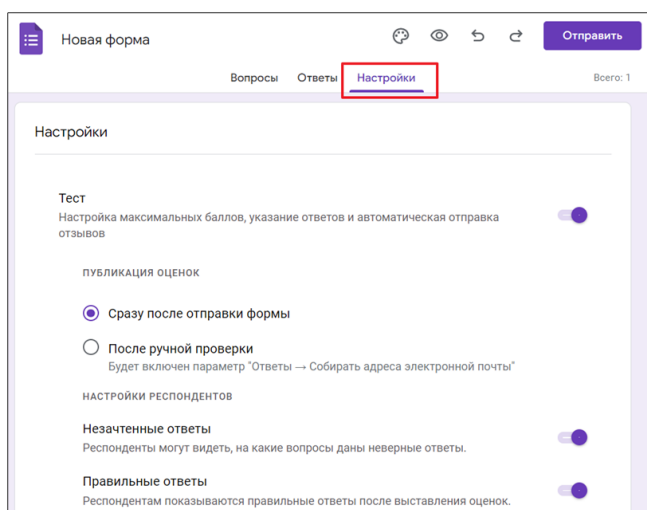 Новая форма
Отправить
Вопросы Ответы Настройки
Всего: 1
Настройки
Тест
Настройка максимальных баллов, указание ответов и автоматическая отправка
отзывов
ПУБЛИКАЦИЯ ОЦЕНОК
Сразу после отправки формы
После ручной проверки
Будет включен параметр "Ответы → Собирать адреса электронной почты"
НАСТРОЙКИ РЕСПОНДЕНТОВ
Незачтенные ответы
Респонденты могут видеть, на какие вопросы даны неверные ответы.
Правильные ответы
Респондентам показываются правильные ответы после выставления оценок.